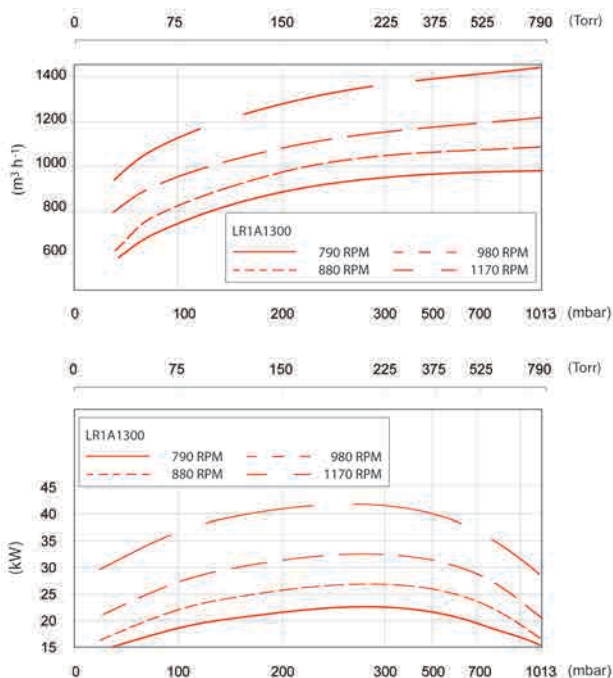 0 75 150 225 375 525 790 (Torr)
1400
1200
1000
800
600
(m³ h⁻¹)
LR1A1300
790 RPM 980 RPM
880 RPM 1170 RPM
0 100 200 300 500 700 1013 (mbar)
0 75 150 225 375 525 790 (Torr)
LR1A1300
790 RPM 980 RPM
880 RPM 1170 RPM
45
40
35
30
25
20
15
(kW)
0 100 200 300 500 700 1013 (mbar)